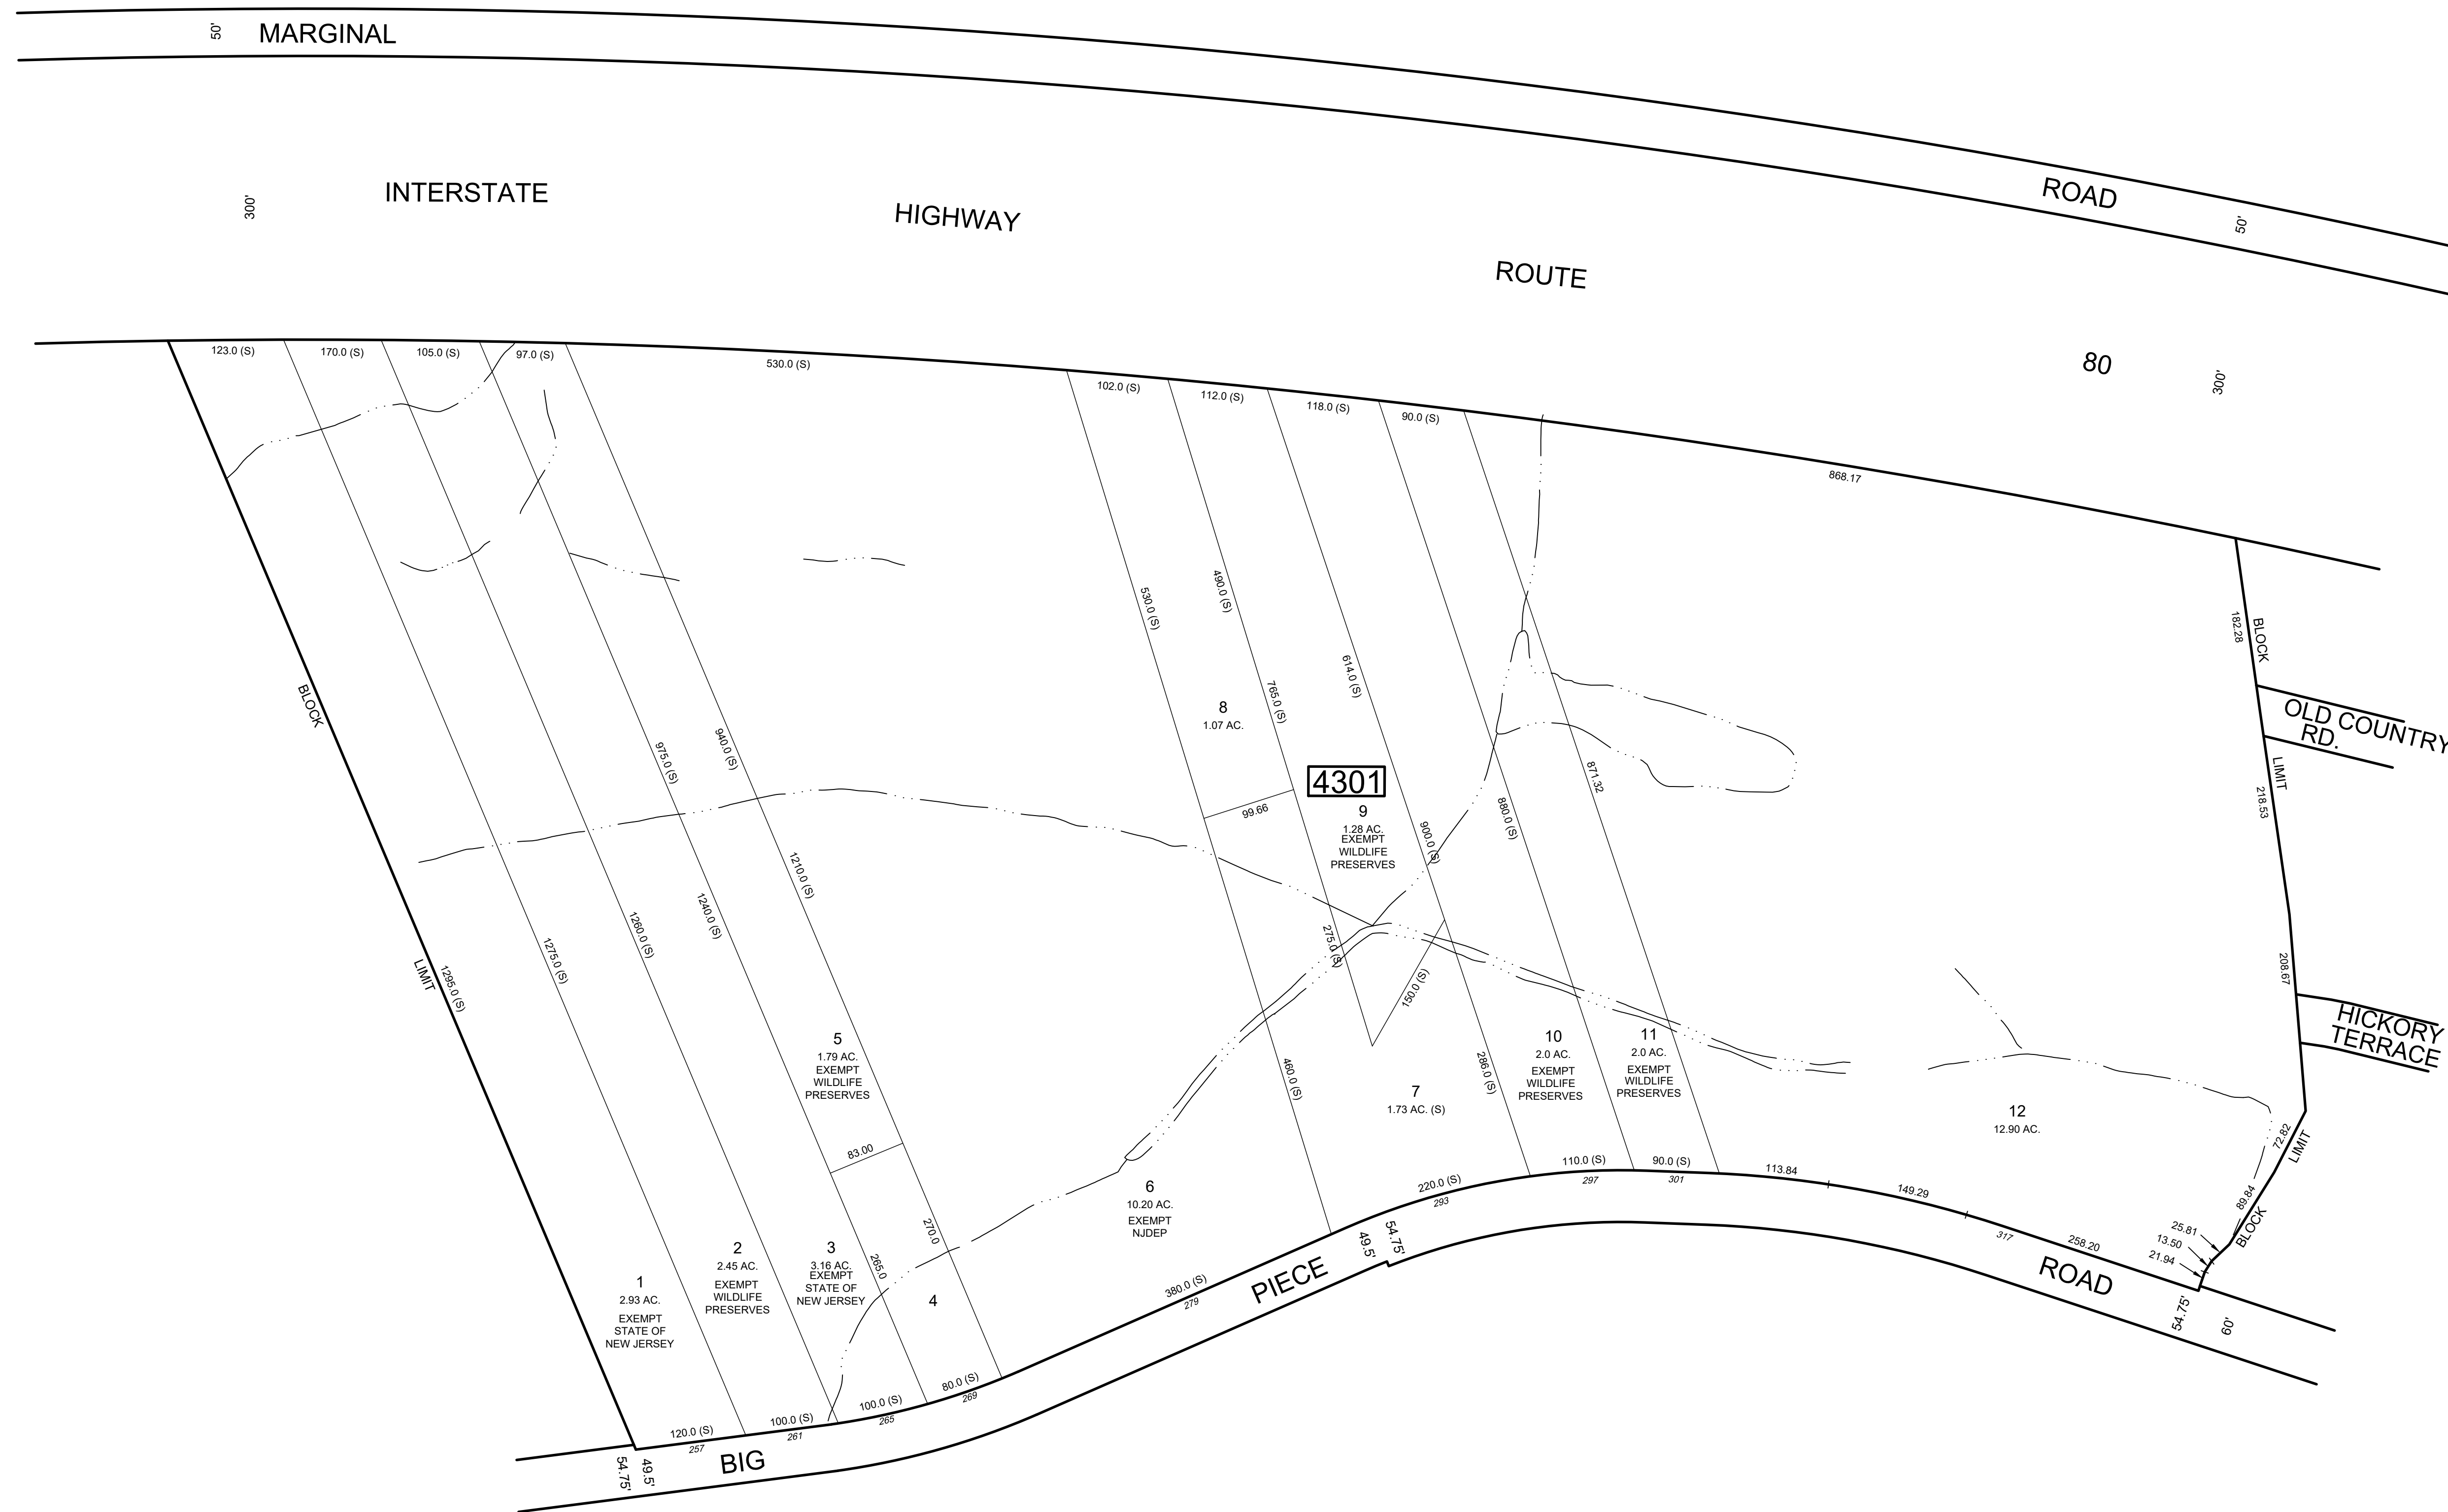 50'
MARGINAL
ROAD
50'
INTERSTATE
HIGHWAY
ROUTE
80
300'
300'
123.0 (S)
170.0 (S)
105.0 (S)
97.0 (S)
530.0 (S)
102.0 (S)
112.0 (S)
118.0 (S)
90.0 (S)
868.17
BLOCK
LIMIT
1295.0 (S)
1275.0 (S)
1260.0 (S)
975.0 (S)
1240.0 (S)
940.0 (S)
1210.0 (S)
530.0 (S)
490.0 (S)
765.0 (S)
614.0 (S)
900.0 (S)
880.0 (S)
871.32
182.28
BLOCK
OLD COUNTRY
RD.
LIMIT
218.53
208.67
HICKORY
TERRACE
8
1.07 AC.
99.66
4301
9
1.28 AC.
EXEMPT
WILDLIFE
PRESERVES
275.0 (S)
150.0 (S)
460.0 (S)
286.0 (S)
5
1.79 AC.
EXEMPT
WILDLIFE
PRESERVES
83.00
270.0
265.0
10
2.0 AC.
EXEMPT
WILDLIFE
PRESERVES
11
2.0 AC.
EXEMPT
WILDLIFE
PRESERVES
7
1.73 AC. (S)
12
12.90 AC.
72.82
LIMIT
89.84
BLOCK
25.81
13.50
21.94
6
10.20 AC.
EXEMPT
NJDEP
1
2.93 AC.
EXEMPT
STATE OF
NEW JERSEY
2
2.45 AC.
EXEMPT
WILDLIFE
PRESERVES
3
3.16 AC.
EXEMPT
STATE OF
NEW JERSEY
4
120.0 (S)
257
100.0 (S)
261
100.0 (S)
265
80.0 (S)
269
380.0 (S)
279
220.0 (S)
293
110.0 (S)
297
90.0 (S)
301
113.84
149.29
317
258.20
54.75'
49.5'
BIG
PIECE
49.5'
54.75'
ROAD
54.75'
60'